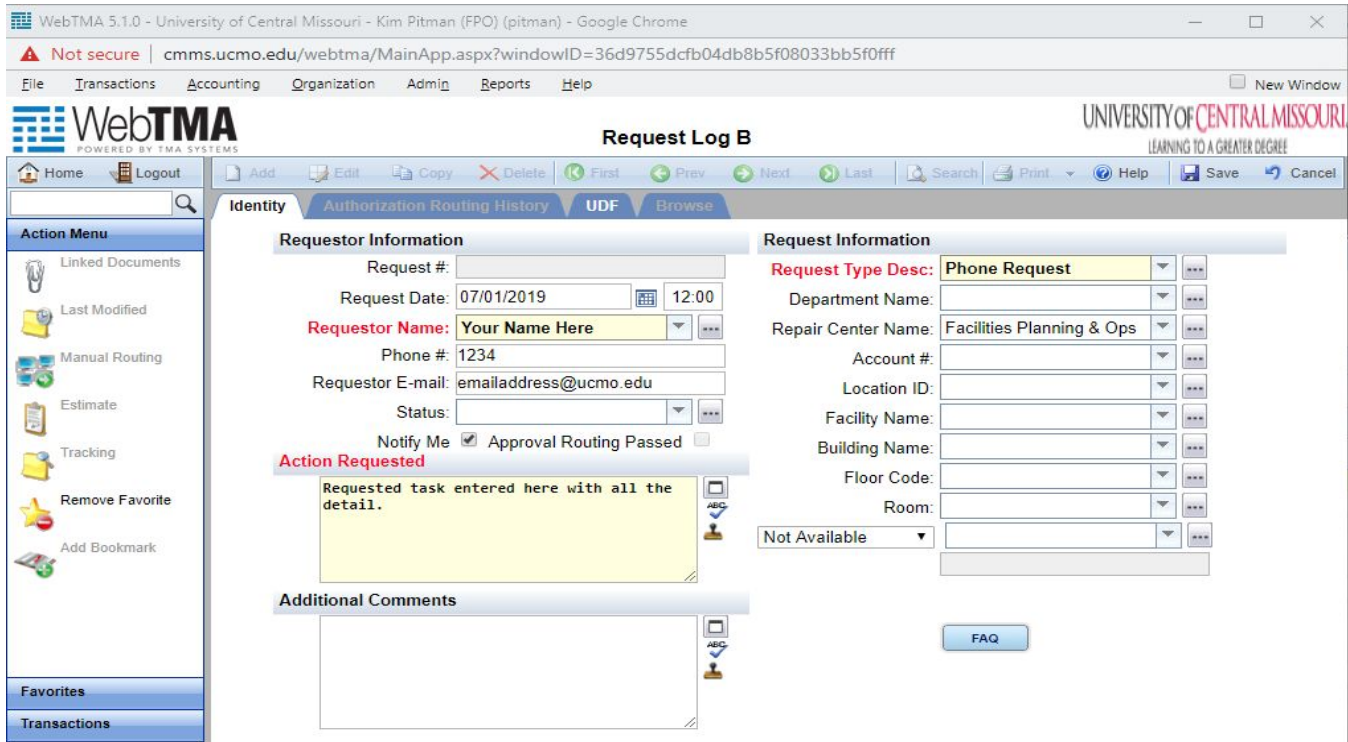 WebTMA 5.1.0 - University of Central Missouri - Kim Pitman (FPO) (pitman) - Google Chrome
Not secure | cmms.ucmo.edu/webtma/MainApp.aspx?windowID=36d9755dcfb04db8b5f08033bb5f0fff
File Transactions Accounting Organization Admin Reports Help New Window
WebTMA
POWERED BY TMA SYSTEMS
Request Log B
UNIVERSITY OF CENTRAL MISSOURI.
LEARNING TO A GREATER DEGREE
Home Logout Add Edit Copy Delete First Prev Next Last Search Print Help Save Cancel
Identity Authorization Routing History UDF Browse
Action Menu
Linked Documents
Last Modified
Manual Routing
Estimate
Tracking
Remove Favorite
Add Bookmark
Favorites
Transactions
Requestor Information
Request #:
Request Date: 07/01/2019 12:00
Requestor Name: Your Name Here
Phone #: 1234
Requestor E-mail: emailaddress@ucmo.edu
Status:
Notify Me Approval Routing Passed
Action Requested
Requested task entered here with all the
detail.
ABC
Additional Comments
ABC
Request Information
Request Type Desc: Phone Request
Department Name:
Repair Center Name: Facilities Planning & Ops
Account #:
Location ID:
Facility Name:
Building Name:
Floor Code:
Room:
Not Available
FAQ